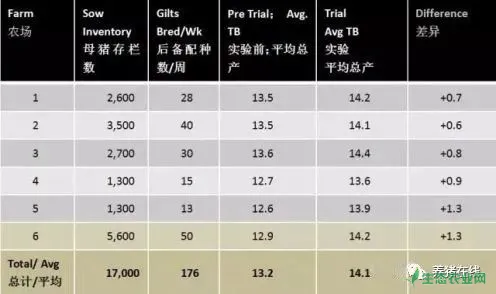 Farm
农场
Sow
Inventory
母猪存栏
数
Gilts
Bred/Wk
后备配种
数/周
Pre Trial; Avg.
TB
实验前;平均总
产
Trial
Avg TB
实验
平均总产
Difference
差异
1 2,600 28 13.5 14.2 +0.7
2 3,500 40 13.5 14.1 +0.6
3 2,700 30 13.6 14.4 +0.8
4 1,300 15 12.7 13.6 +0.9
5 1,300 13 12.6 13.9 +1.3
6 5,600 50 12.9 14.2 +1.3
Total/ Avg
总计/平均
17,000 176 13.2 14.1
养猪在线
生态农业网